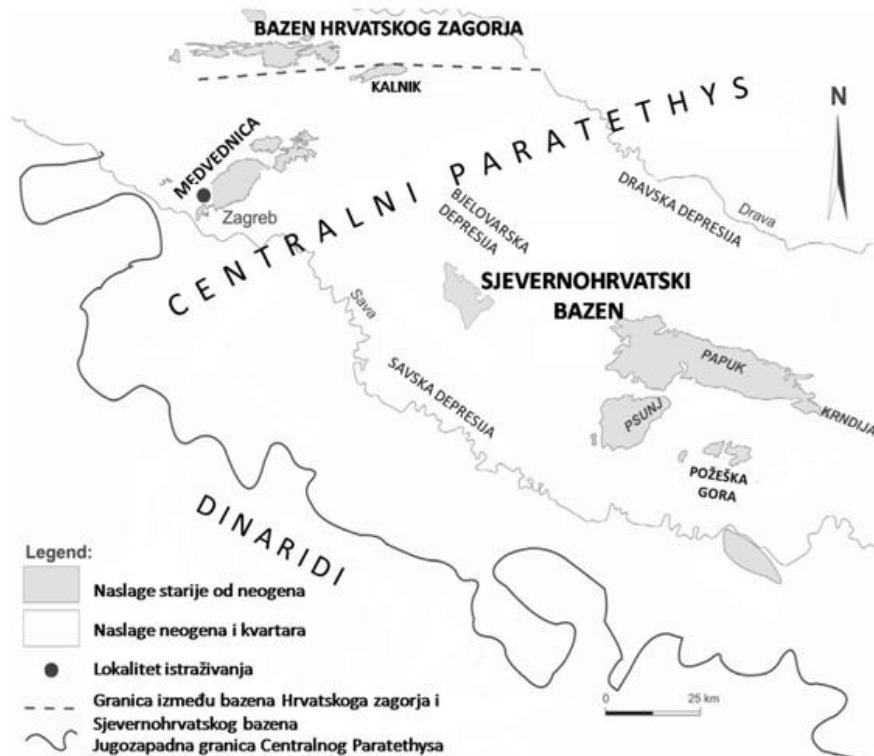 BAZEN HRVATSKOG ZAGORJA
KALNIK
MEDVEDNICA
Zagreb
CENTRALNI PARATETHYS
N
BJELOVARSKA
DEPRESIJA
DRAVSKA DEPRESIJA
Drava
SJEVERNOHRVATSKI
BAZEN
Sava
SAVSKA DEPRESIJA
PAPUK
PSUNJ
KRNDIJA
POŽEŠKA
GORA
DINARIDI
Legend:
Naslage starije od neogena
Naslage neogena i kvartara
Lokalitet istraživanja
Granica između bazena Hrvatskoga zagorja i
Sjevernohrvatskog bazena
Jugozapadna granica Centralnog Paratethysa
0 25 km